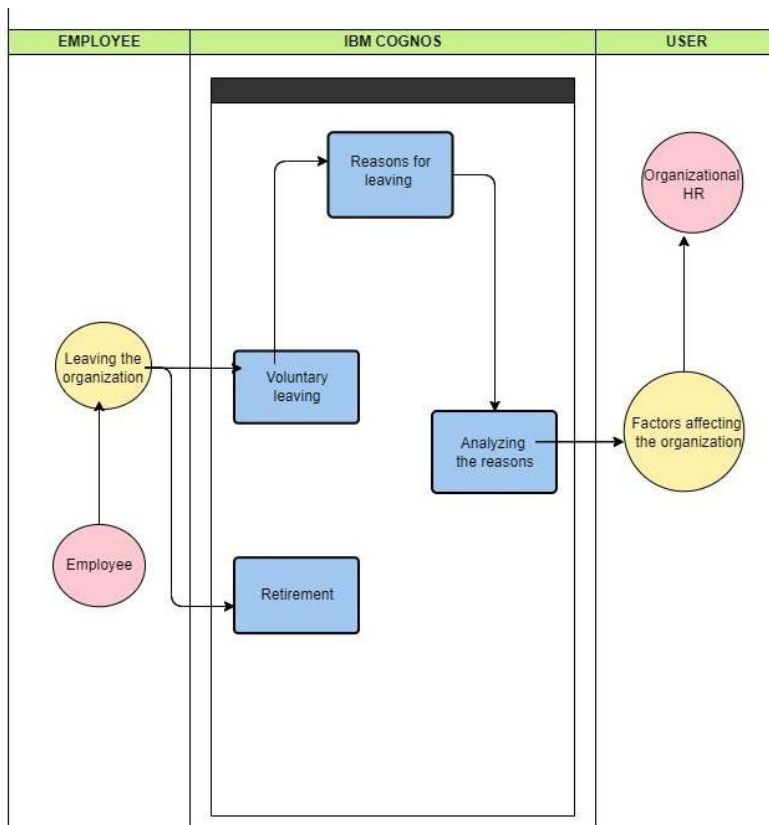 EMPLOYEE
IBM COGNOS
USER
Reasons for
leaving
Organizational
HR
Leaving the
organization
Voluntary
leaving
Analyzing
the reasons
Factors affecting
the organization
Employee
Retirement